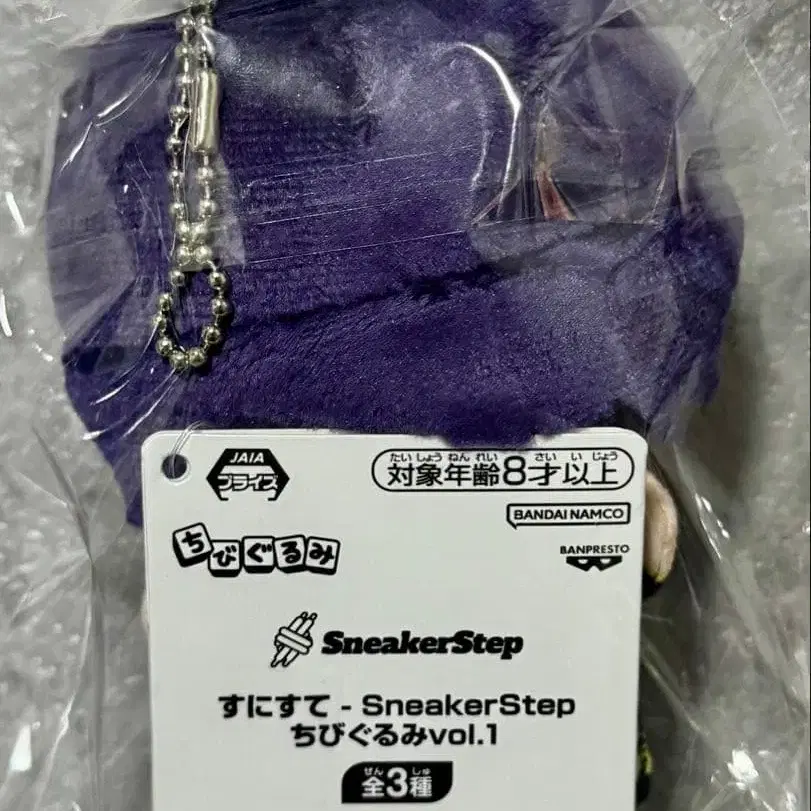 JAIA
プライズ
たいしょうねんれい さいいじょう
対象年齢8才以上
BANDAI NAMCO
ちびぐるみ
BANPRESTO
SneakerStep
すにすて - SneakerStep
ちびぐるみvol.1
ぜん しゅ
全3種